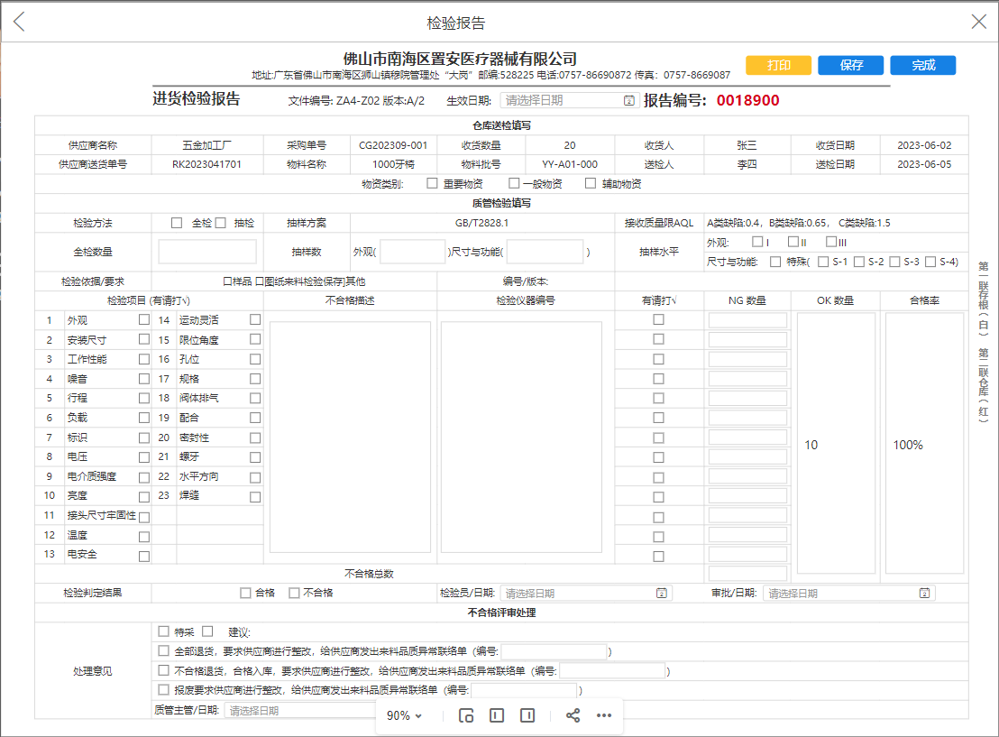 检验报告
佛山市南海区置安医疗器械有限公司
地址:广东省佛山市南海区狮山镇穆院管理处“大岗”邮编:528225 电话:0757-86690872 传真:0757-8669087
打印 保存 完成
进货检验报告 文件编号: ZA4-Z02 版本:A/2 生效日期: 请选择日期 报告编号: 0018900
仓库送检填写
供应商名称 五金加工厂 采购单号 CG202309-001 收货数量 20 收货人 张三 收货日期 2023-06-02
供应商送货单号 RK2023041701 物料名称 1000牙椅 物料批号 YY-A01-000 送检人 李四 送检日期 2023-06-05
物资类别: 重要物资 一般物资 辅助物资
质管检验填写
检验方法 全检 抽检 抽样方案 GB/T2828.1 接收质量限AQL A类缺陷:0.4, B类缺陷:0.65, C类缺陷:1.5
全检数量 抽样数 外观( )尺寸与功能( ) 抽样水平 外观: I II III
尺寸与功能: 特殊( S-1 S-2 S-3 S-4)
检验依据/要求 口样品 口图纸来料检验保存]其他 编号/版本:
检验项目 (有请打√) 不合格描述 检验仪器编号 有请打√ NG 数量 OK 数量 合格率
1 外观 14 运动灵活
2 安装尺寸 15 限位角度
3 工作性能 16 孔位
4 噪音 17 规格
5 行程 18 阀体排气
6 负载 19 配合
7 标识 20 密封性
8 电压 21 螺牙
9 电介质强度 22 水平方向
10 亮度 23 焊缝
11 接头尺寸牢固性
12 温度
13 电安全
10 100%
不合格总数
检验判定结果 合格 不合格 检验员/日期: 请选择日期 审批/日期: 请选择日期
不合格评审处理
处理意见
特采 建议:
全部退货,要求供应商进行整改,给供应商发出来料品质异常联络单(编号: )
不合格退货,合格入库,要求供应商进行整改,给供应商发出来料品质异常联络单(编号: )
报废要求供应商进行整改,给供应商发出来料品质异常联络单(编号: )
质管主管/日期: 请选择日期
第一联存根(白) 第二联仓库(红)
90%